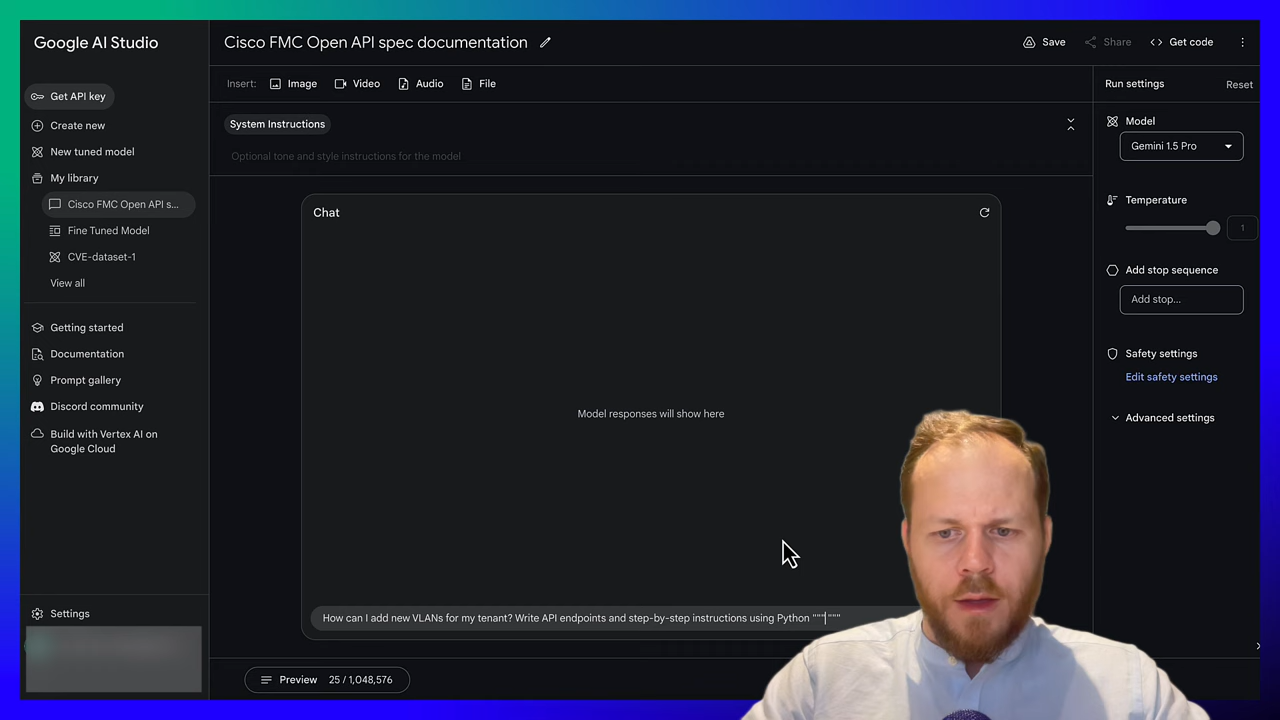 Google AI Studio
Get API key
Create new
New tuned model
My library
Cisco FMC Open API s...
Fine Tuned Model
CVE-dataset-1
View all
Getting started
Documentation
Prompt gallery
Discord community
Build with Vertex AI on
Google Cloud
Settings
Cisco FMC Open API spec documentation
Save
Share
Get code
Insert:
Image
Video
Audio
File
System Instructions
Optional tone and style instructions for the model
Chat
Model responses will show here
How can I add new VLANs for my tenant? Write API endpoints and step-by-step instructions using Python """ """
Preview 25 / 1,048,576
Run settings
Reset
Model
Gemini 1.5 Pro
Temperature
1
Add stop sequence
Add stop...
Safety settings
Edit safety settings
Advanced settings